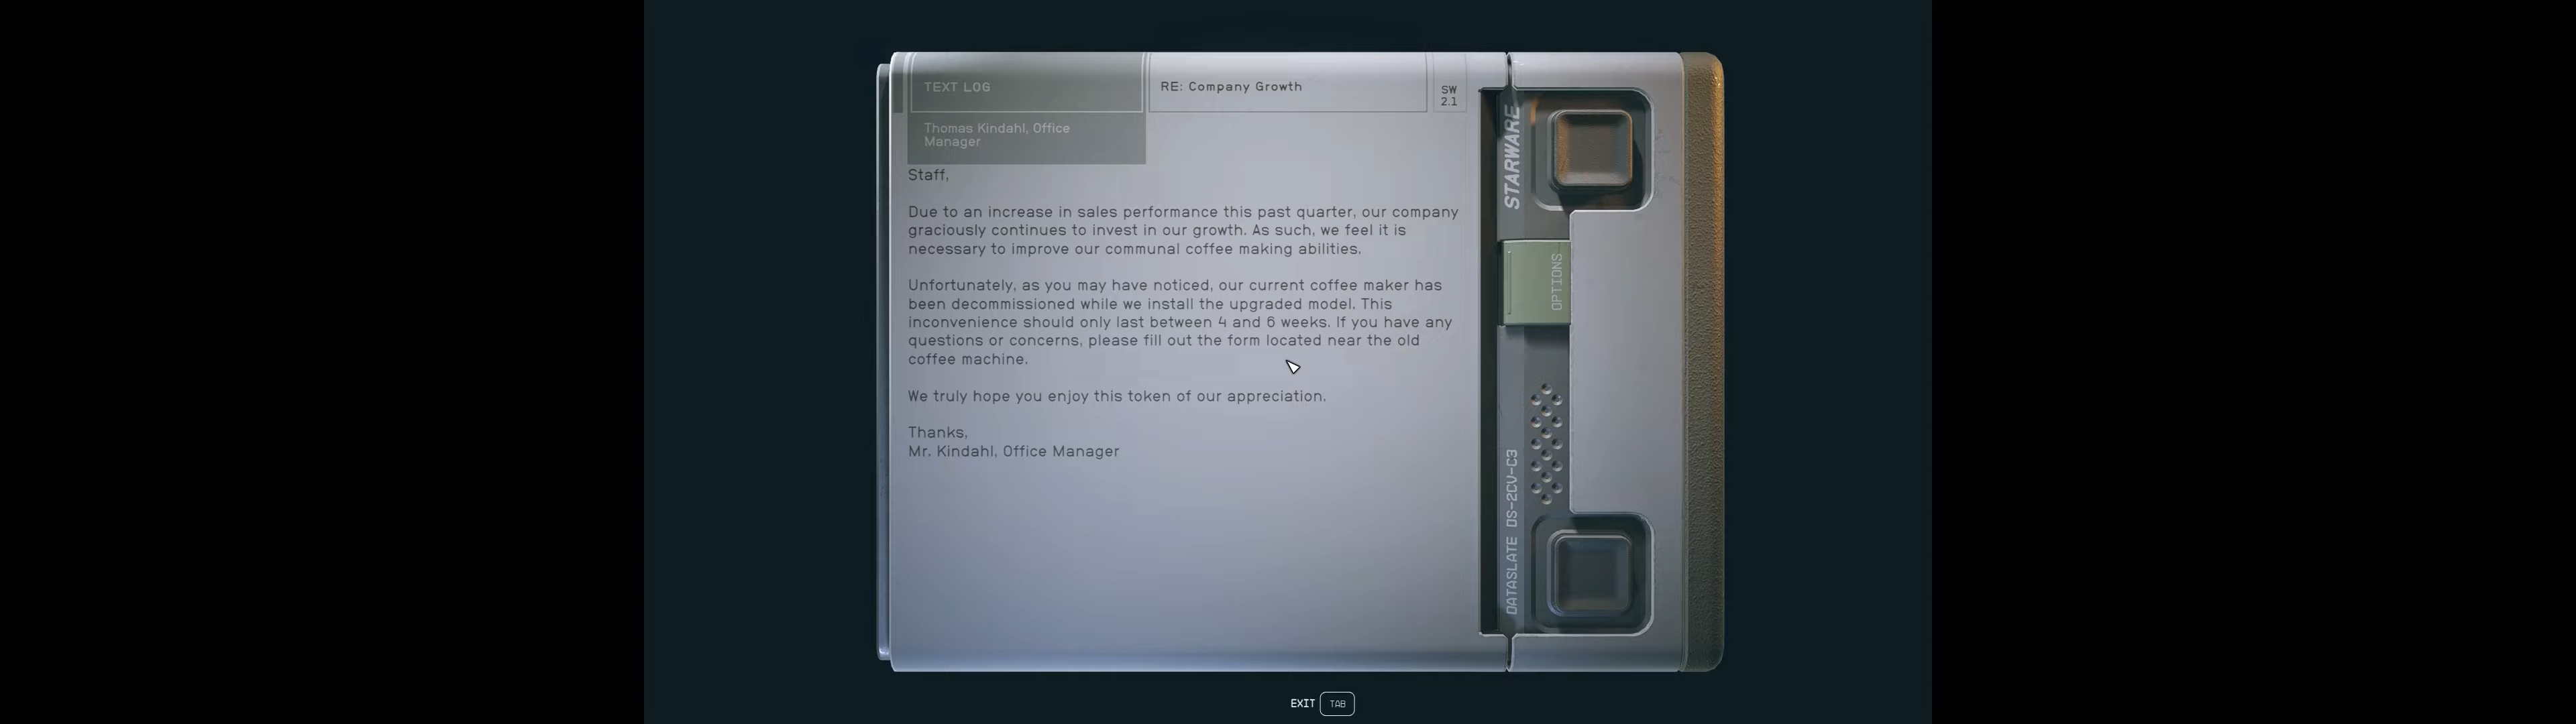 TEXT LOG
RE: Company Growth
SW
2.1
Thomas Kindahl, Office
Manager
Staff,
Due to an increase in sales performance this past quarter, our company
graciously continues to invest in our growth. As such, we feel it is
necessary to improve our communal coffee making abilities.
Unfortunately, as you may have noticed, our current coffee maker has
been decommissioned while we install the upgraded model. This
inconvenience should only last between 4 and 6 weeks. If you have any
questions or concerns, please fill out the form located near the old
coffee machine.
We truly hope you enjoy this token of our appreciation.
Thanks,
Mr. Kindahl, Office Manager
STARWARE
OPTIONS
DATASLATE DS-2CV-C3
EXIT TAB